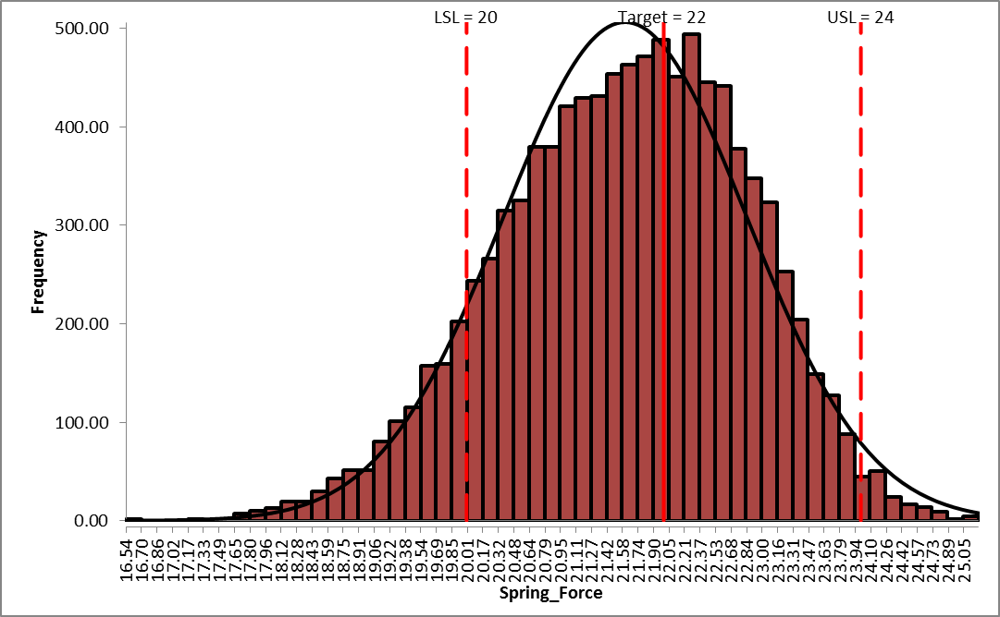 LSL = 20 Target = 22 USL = 24
500.00
400.00
300.00
200.00
100.00
0.00
Frequency
16.54 16.70 16.86 17.02 17.17 17.33 17.49 17.65 17.80 17.96 18.12 18.28 18.43 18.59 18.75 18.91 19.06 19.22 19.38 19.54 19.69 19.85 20.01 20.17 20.32 20.48 20.64 20.79 20.95 21.11 21.27 21.42 21.58 21.74 21.90 22.05 22.21 22.37 22.53 22.68 22.84 23.00 23.16 23.31 23.47 23.63 23.79 23.94 24.10 24.26 24.42 24.57 24.73 24.89 25.05
Spring_Force